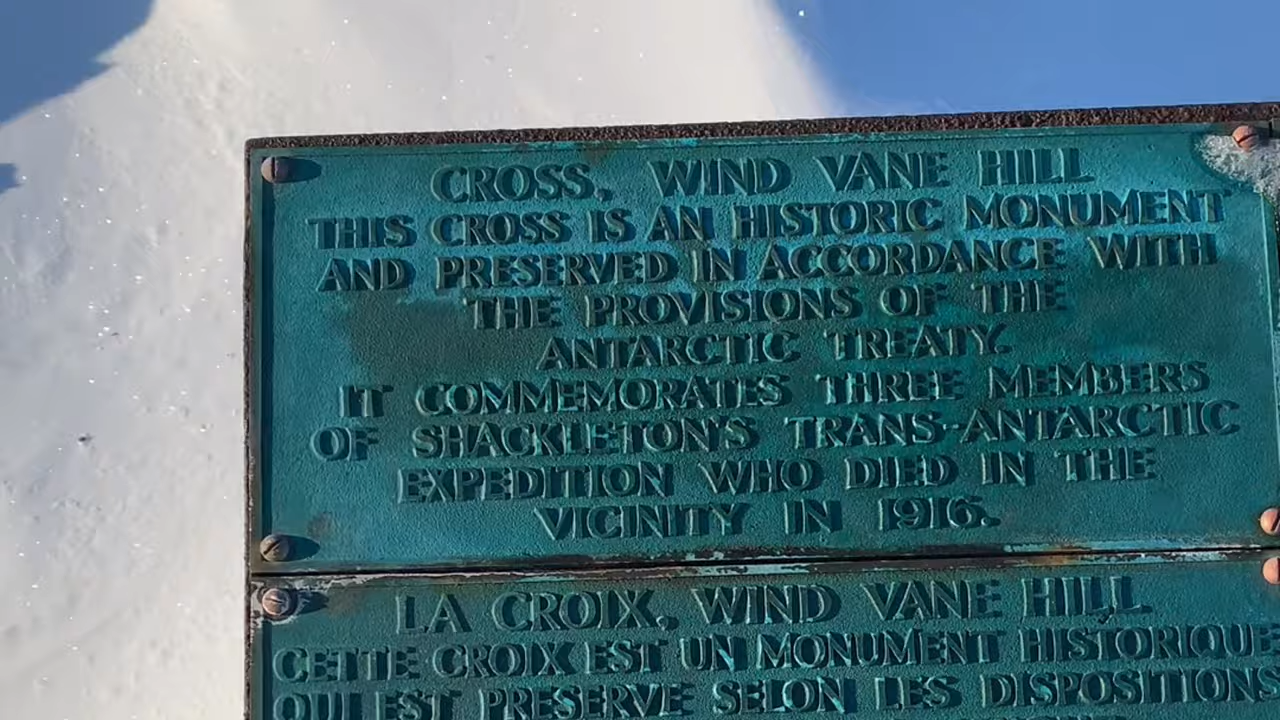 CROSS, WIND VANE HILL
THIS CROSS IS AN HISTORIC MONUMENT
AND PRESERVED IN ACCORDANCE WITH
THE PROVISIONS OF THE
ANTARCTIC TREATY.
IT COMMEMORATES THREE MEMBERS
OF SHACKLETON'S TRANS-ANTARCTIC
EXPEDITION WHO DIED IN THE
VICINITY IN 1916.
LA CROIX, WIND VANE HILL
CETTE CROIX EST UN MONUMENT HISTORIQUE
QUI EST PRESERVE SELON LES DISPOSITIONS